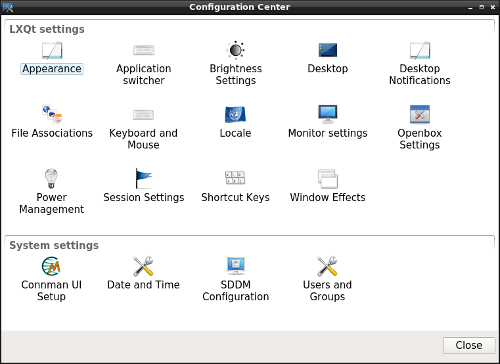 Configuration Center
LXQt settings
Appearance
Application
switcher
Brightness
Settings
Desktop
Desktop
Notifications
File Associations
Keyboard and
Mouse
Locale
Monitor settings
Openbox
Settings
Power
Management
Session Settings
Shortcut Keys
Window Effects
System settings
Connman UI
Setup
Date and Time
SDDM
Configuration
Users and
Groups
Close